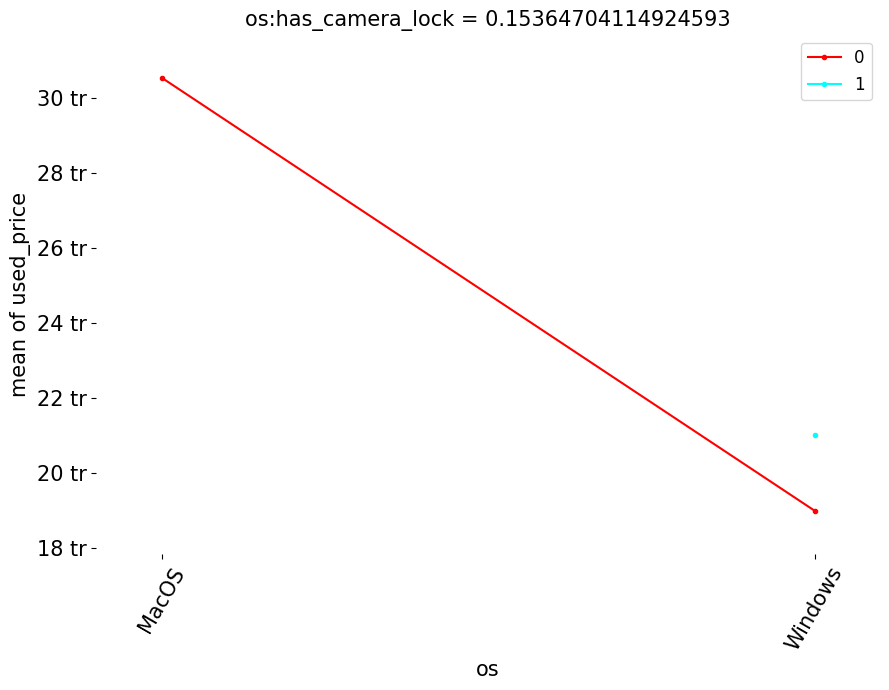 os:has_camera_lock = 0.15364704114924593
0
1
30 tr
28 tr
26 tr
24 tr
22 tr
20 tr
18 tr
mean of used_price
MacOS
Windows
os